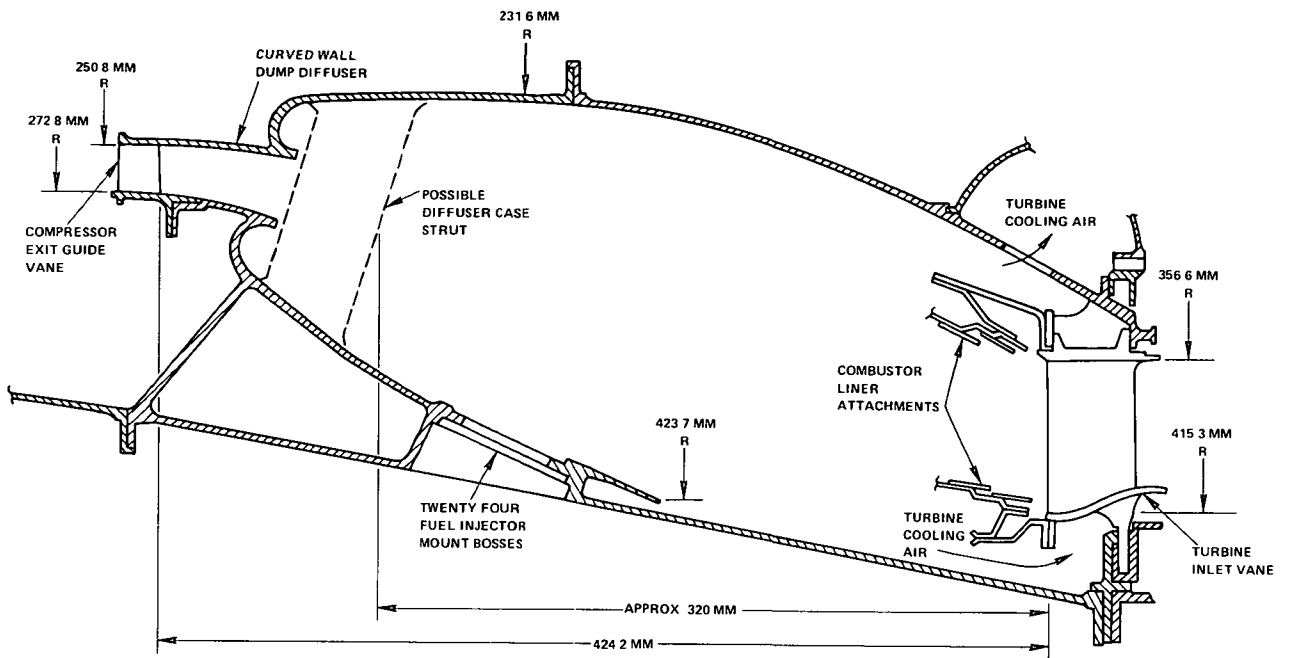 231 6 MM
R
CURVED WALL
DUMP DIFFUSER
250 8 MM
R
272 8 MM
R
POSSIBLE
DIFFUSER CASE
STRUT
COMPRESSOR
EXIT GUIDE
VANE
TURBINE
COOLING AIR
356 6 MM
R
COMBUSTOR
LINER
ATTACHMENTS
423 7 MM
R
415 3 MM
R
TWENTY FOUR
FUEL INJECTOR
MOUNT BOSSES
TURBINE
COOLING
AIR
TURBINE
INLET VANE
APPROX 320 MM
424 2 MM